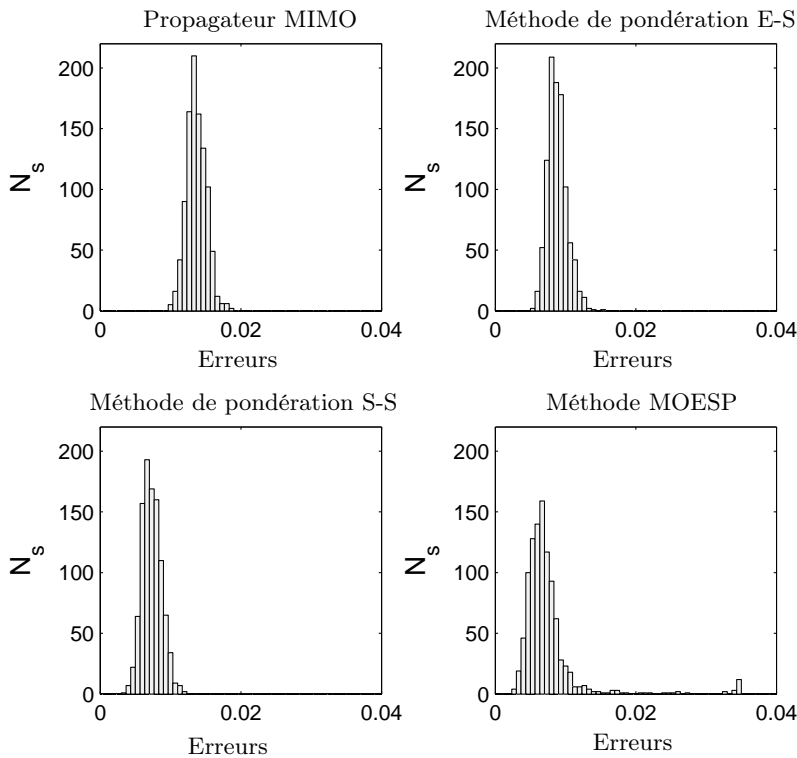 Propagateur MIMO
200
150
100
50
0
N_s
0 0.02 0.04
Erreurs
Méthode de pondération E-S
200
150
100
50
0
N_s
0 0.02 0.04
Erreurs
Méthode de pondération S-S
200
150
100
50
0
N_s
0 0.02 0.04
Erreurs
Méthode MOESP
200
150
100
50
0
N_s
0 0.02 0.04
Erreurs